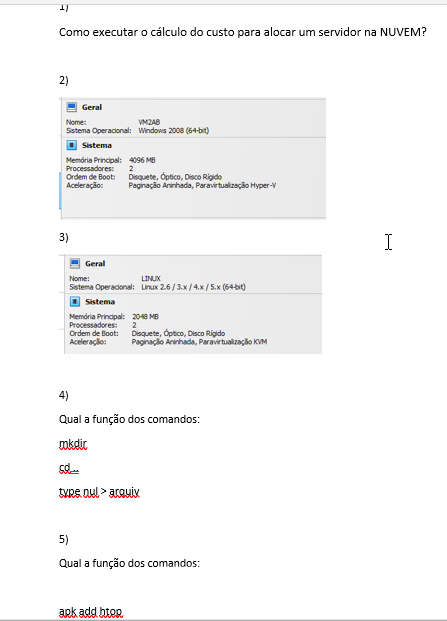 1)
Como executar o cálculo do custo para alocar um servidor na NUVEM?
2)
Geral
Nome: VM2AB
Sistema Operacional: Windows 2008 (64-bit)
Sistema
Memória Principal: 4096 MB
Processadores: 2
Ordem de Boot: Disquete, Óptico, Disco Rígido
Aceleração: Paginação Aninhada, Paravirtualização Hyper-V
3)
Geral
Nome: LINUX
Sistema Operacional: Linux 2.6 / 3.x / 4.x / 5.x (64-bit)
Sistema
Memória Principal: 2048 MB
Processadores: 2
Ordem de Boot: Disquete, Óptico, Disco Rígido
Aceleração: Paginação Aninhada, Paravirtualização KVM
4)
Qual a função dos comandos:
mkdir
cd..
type nul > arquiv
5)
Qual a função dos comandos:
apk add htop